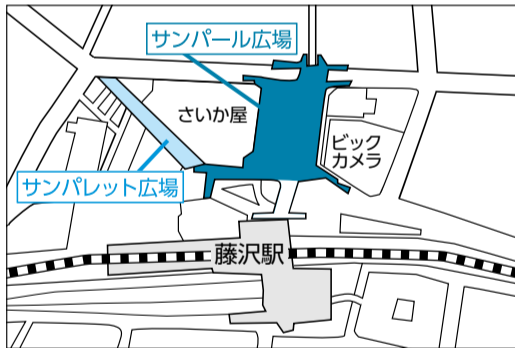 サンパール広場
さいか屋
ビック
カメラ
サンパレット広場
藤沢駅